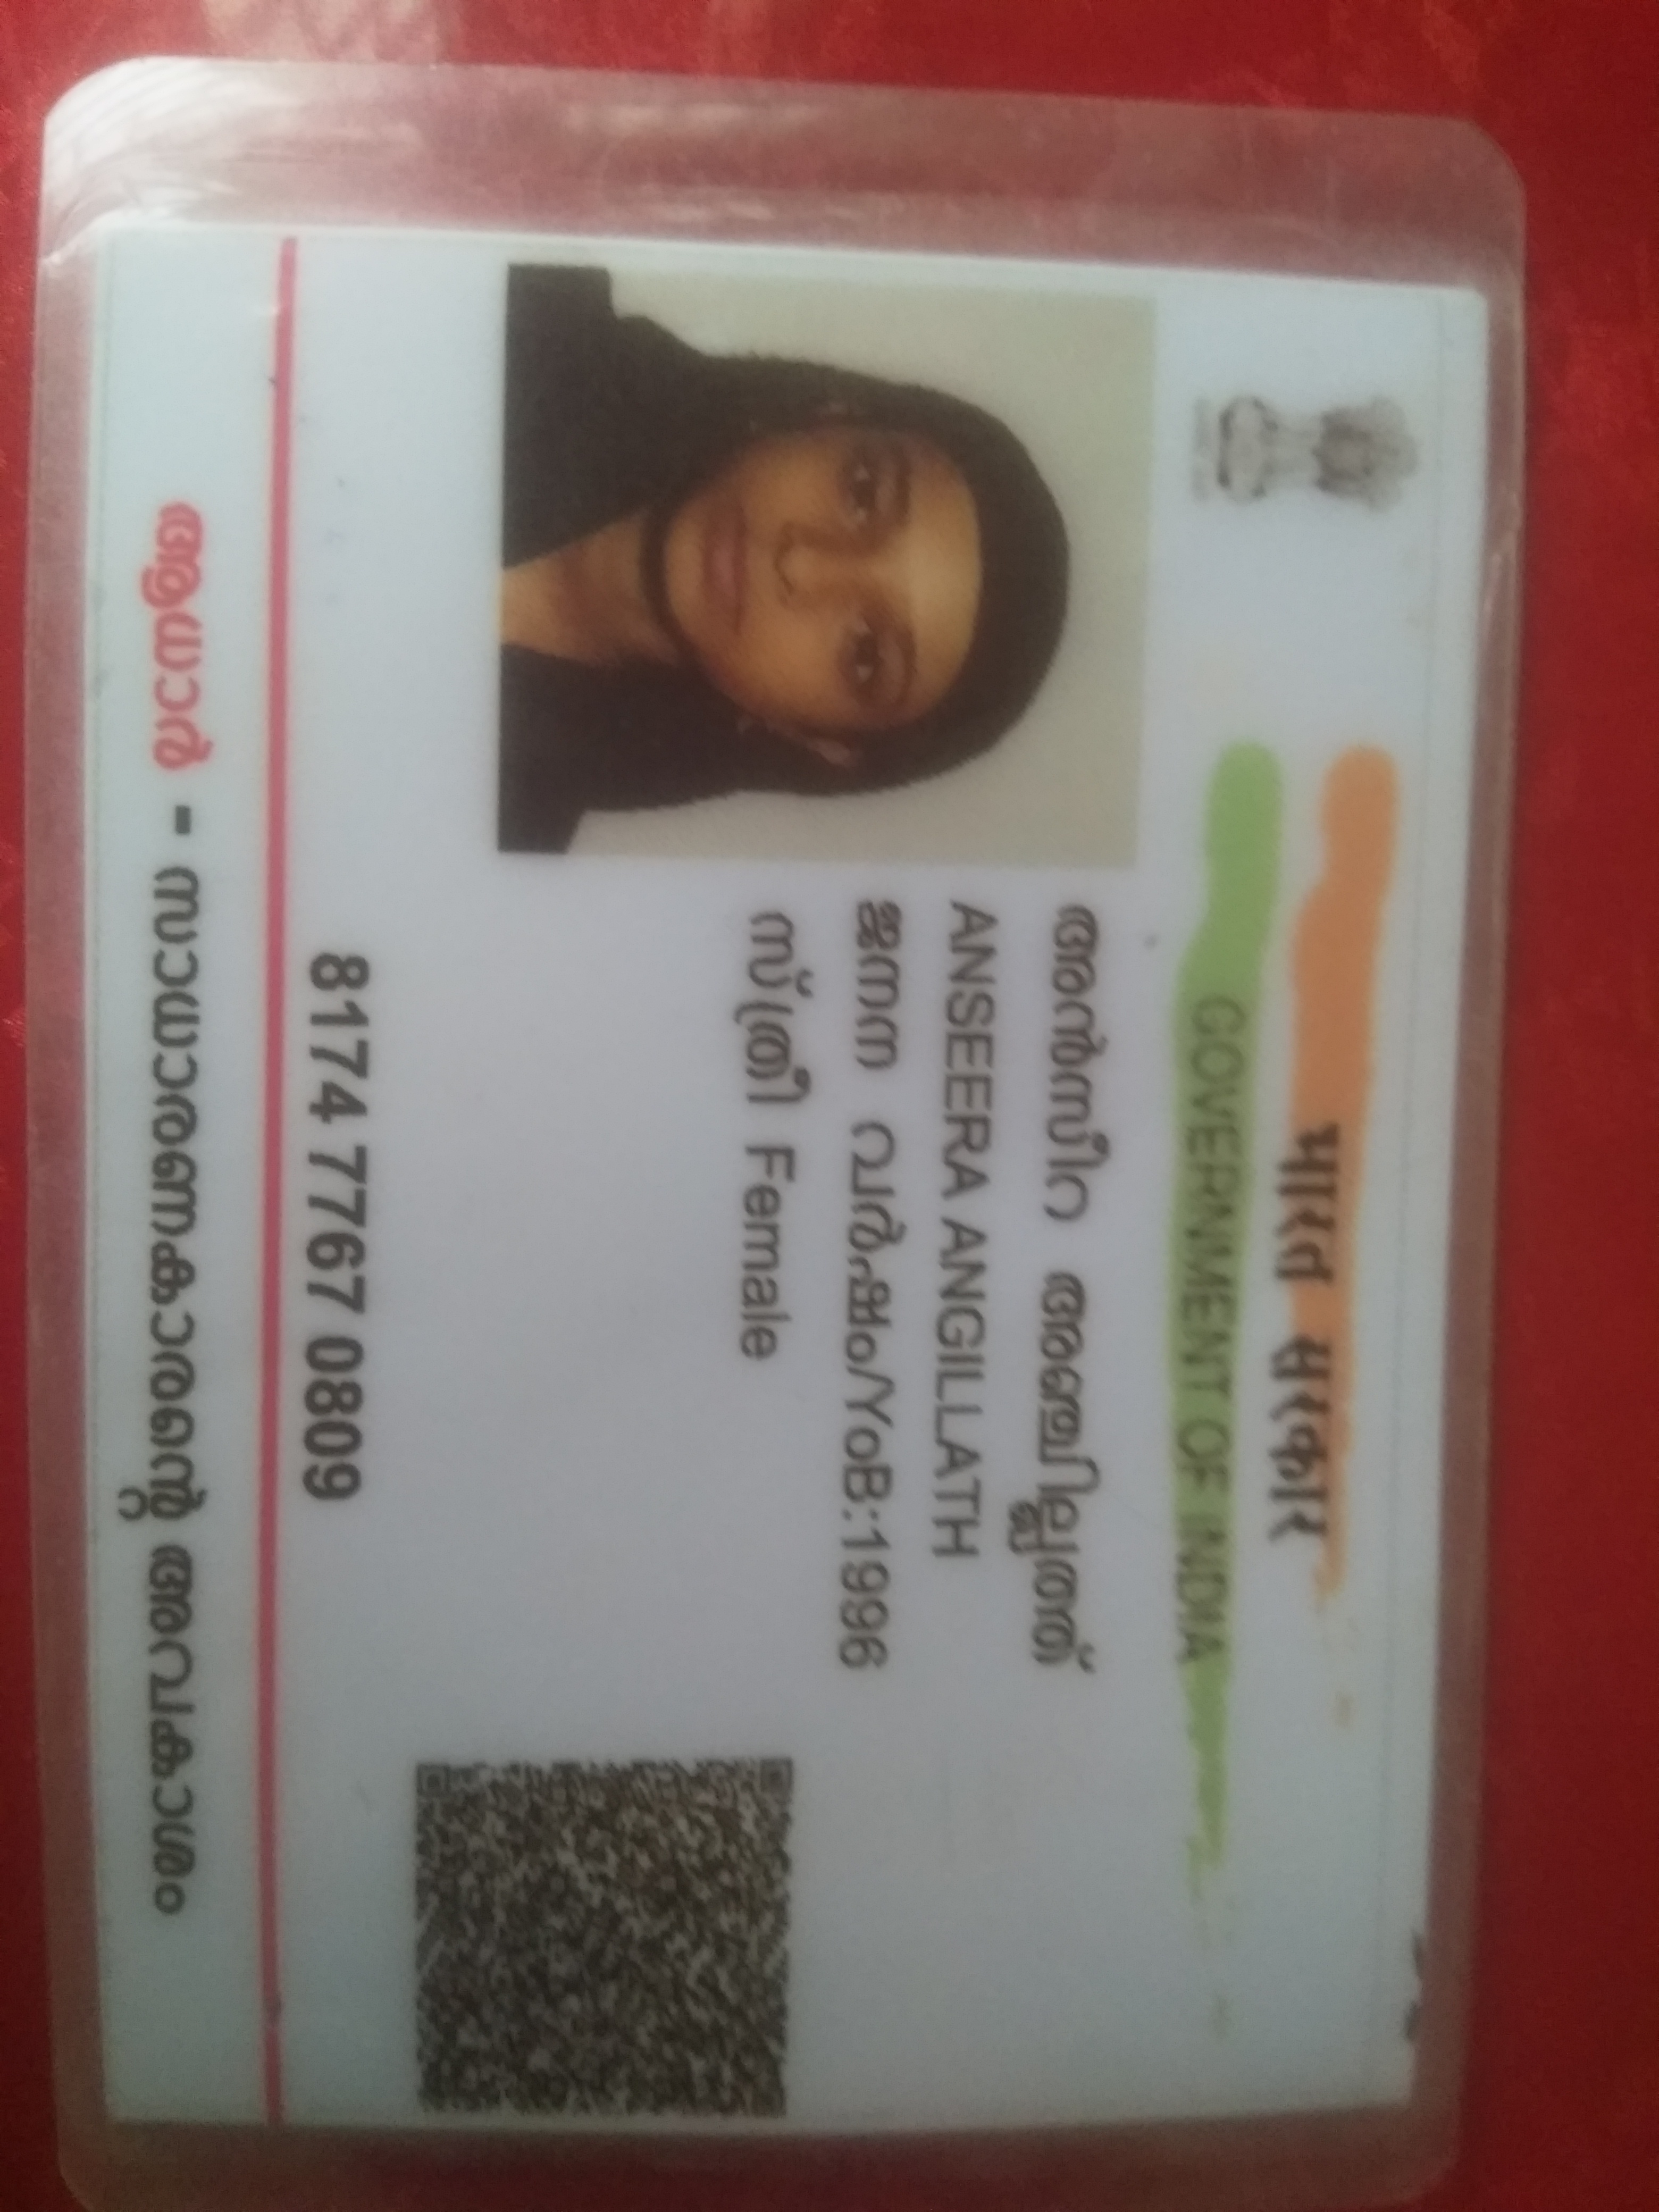 भारत सरकार
GOVERNMENT OF INDIA
അൻസീറ അങ്ങില്ലത്ത്
ANSEERA ANGILLATH
ജനന വർഷം/YoB:1996
സ്ത്രീ Female
8174 7767 0809
ആധാർ - സാധാരണക്കാരന്റെ അവകാശം